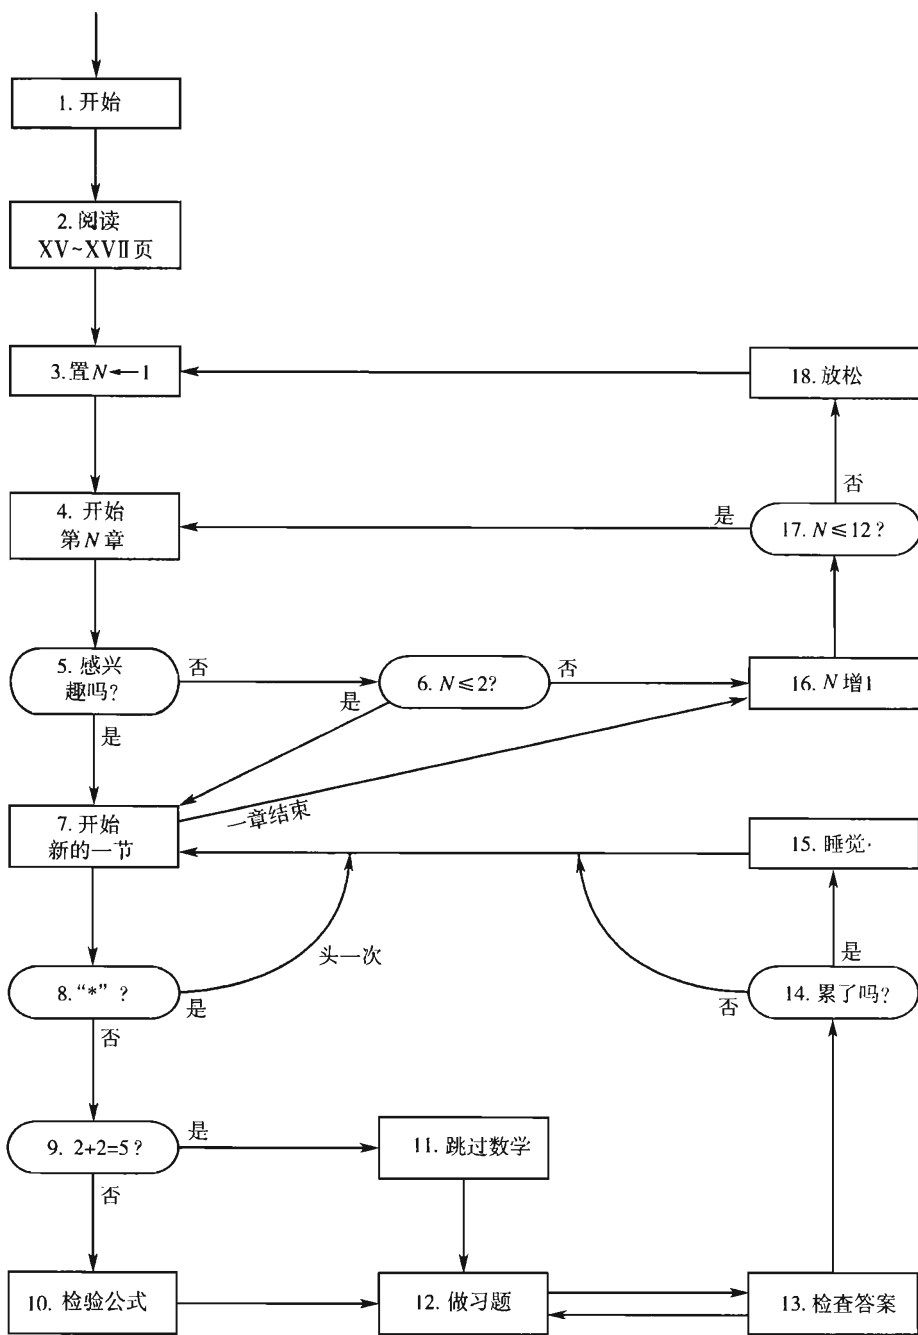 1. 开始
2. 阅读
XV~XVII页
3. 置N←1
18. 放松
否
4. 开始
第N章
是
17. N≤12?
5. 感兴
趣吗?
否
6. N≤2?
否
16. N增1
是
是
一章结束
7. 开始
新的一节
15. 睡觉
头一次
是
8. “*”?
是
否
14. 累了吗?
否
9. 2+2=5?
是
11. 跳过数学
否
10. 检验公式
12. 做习题
13. 检查答案